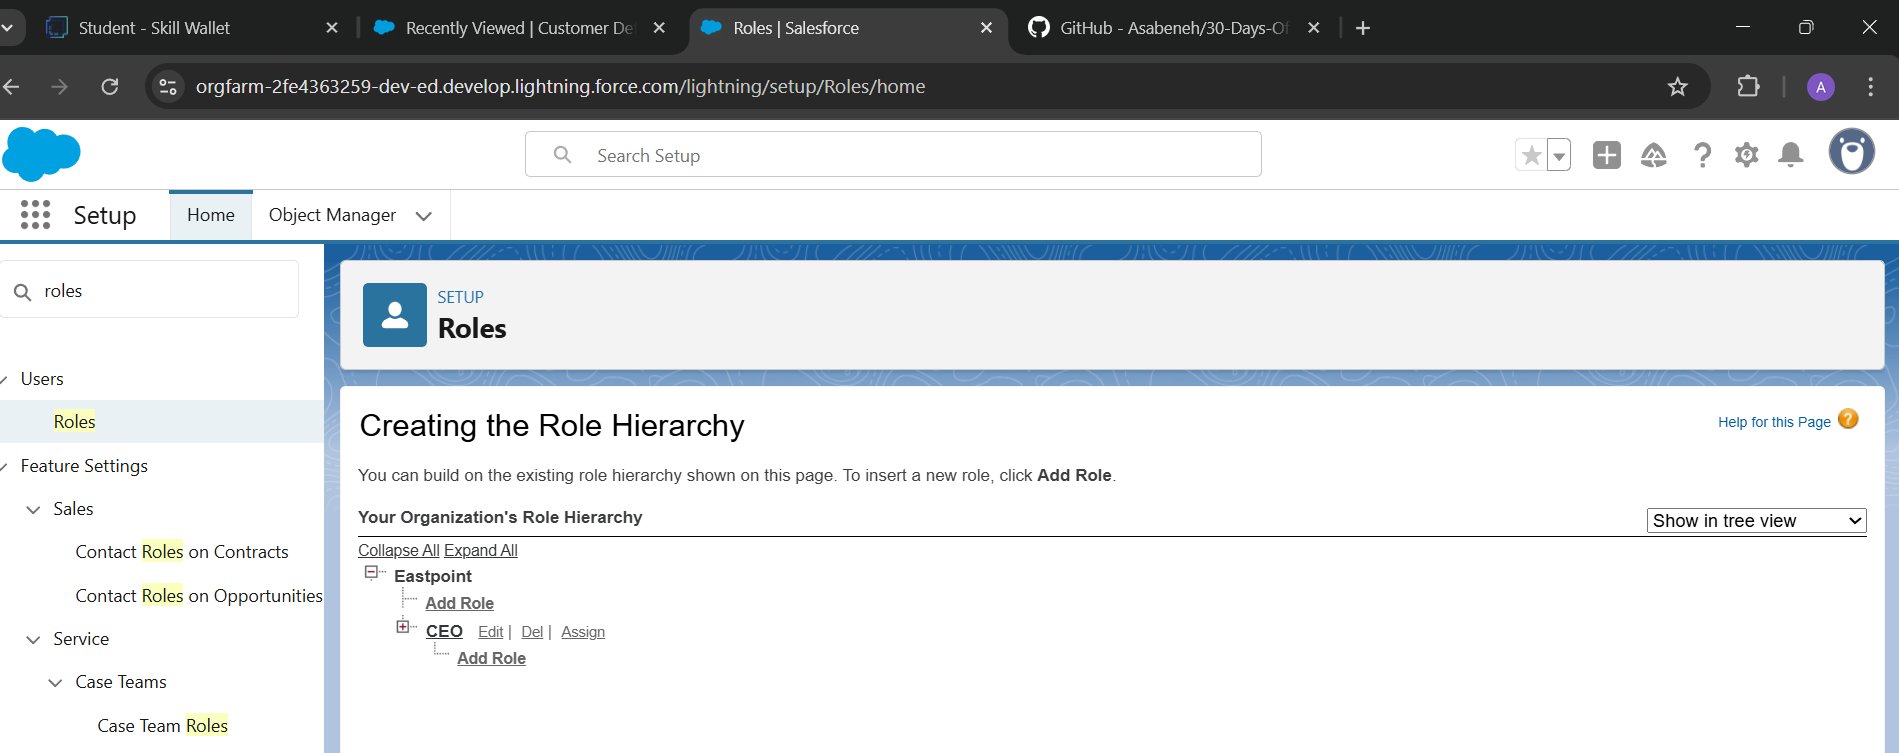 Student - Skill Wallet
Recently Viewed | Customer De
Roles | Salesforce
GitHub - Asabeneh/30-Days-Of
orgfarm-2fe4363259-dev-ed.develop.lightning.force.com/lightning/setup/Roles/home
A
Search Setup
Setup
Home
Object Manager
roles
SETUP
Roles
Users
Roles
Feature Settings
Sales
Contact Roles on Contracts
Contact Roles on Opportunities
Service
Case Teams
Case Team Roles
Creating the Role Hierarchy
Help for this Page ?
You can build on the existing role hierarchy shown on this page. To insert a new role, click Add Role.
Your Organization's Role Hierarchy
Show in tree view
Collapse All Expand All
Eastpoint
Add Role
CEO Edit | Del | Assign
Add Role